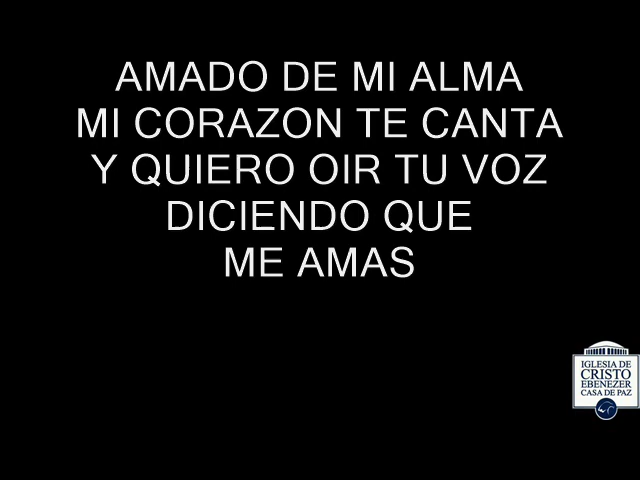 AMADO DE MI ALMA
MI CORAZON TE CANTA
Y QUIERO OIR TU VOZ
DICIENDO QUE
ME AMAS
IGLESIA DE
CRISTO
EBENEZER
CASA DE PAZ